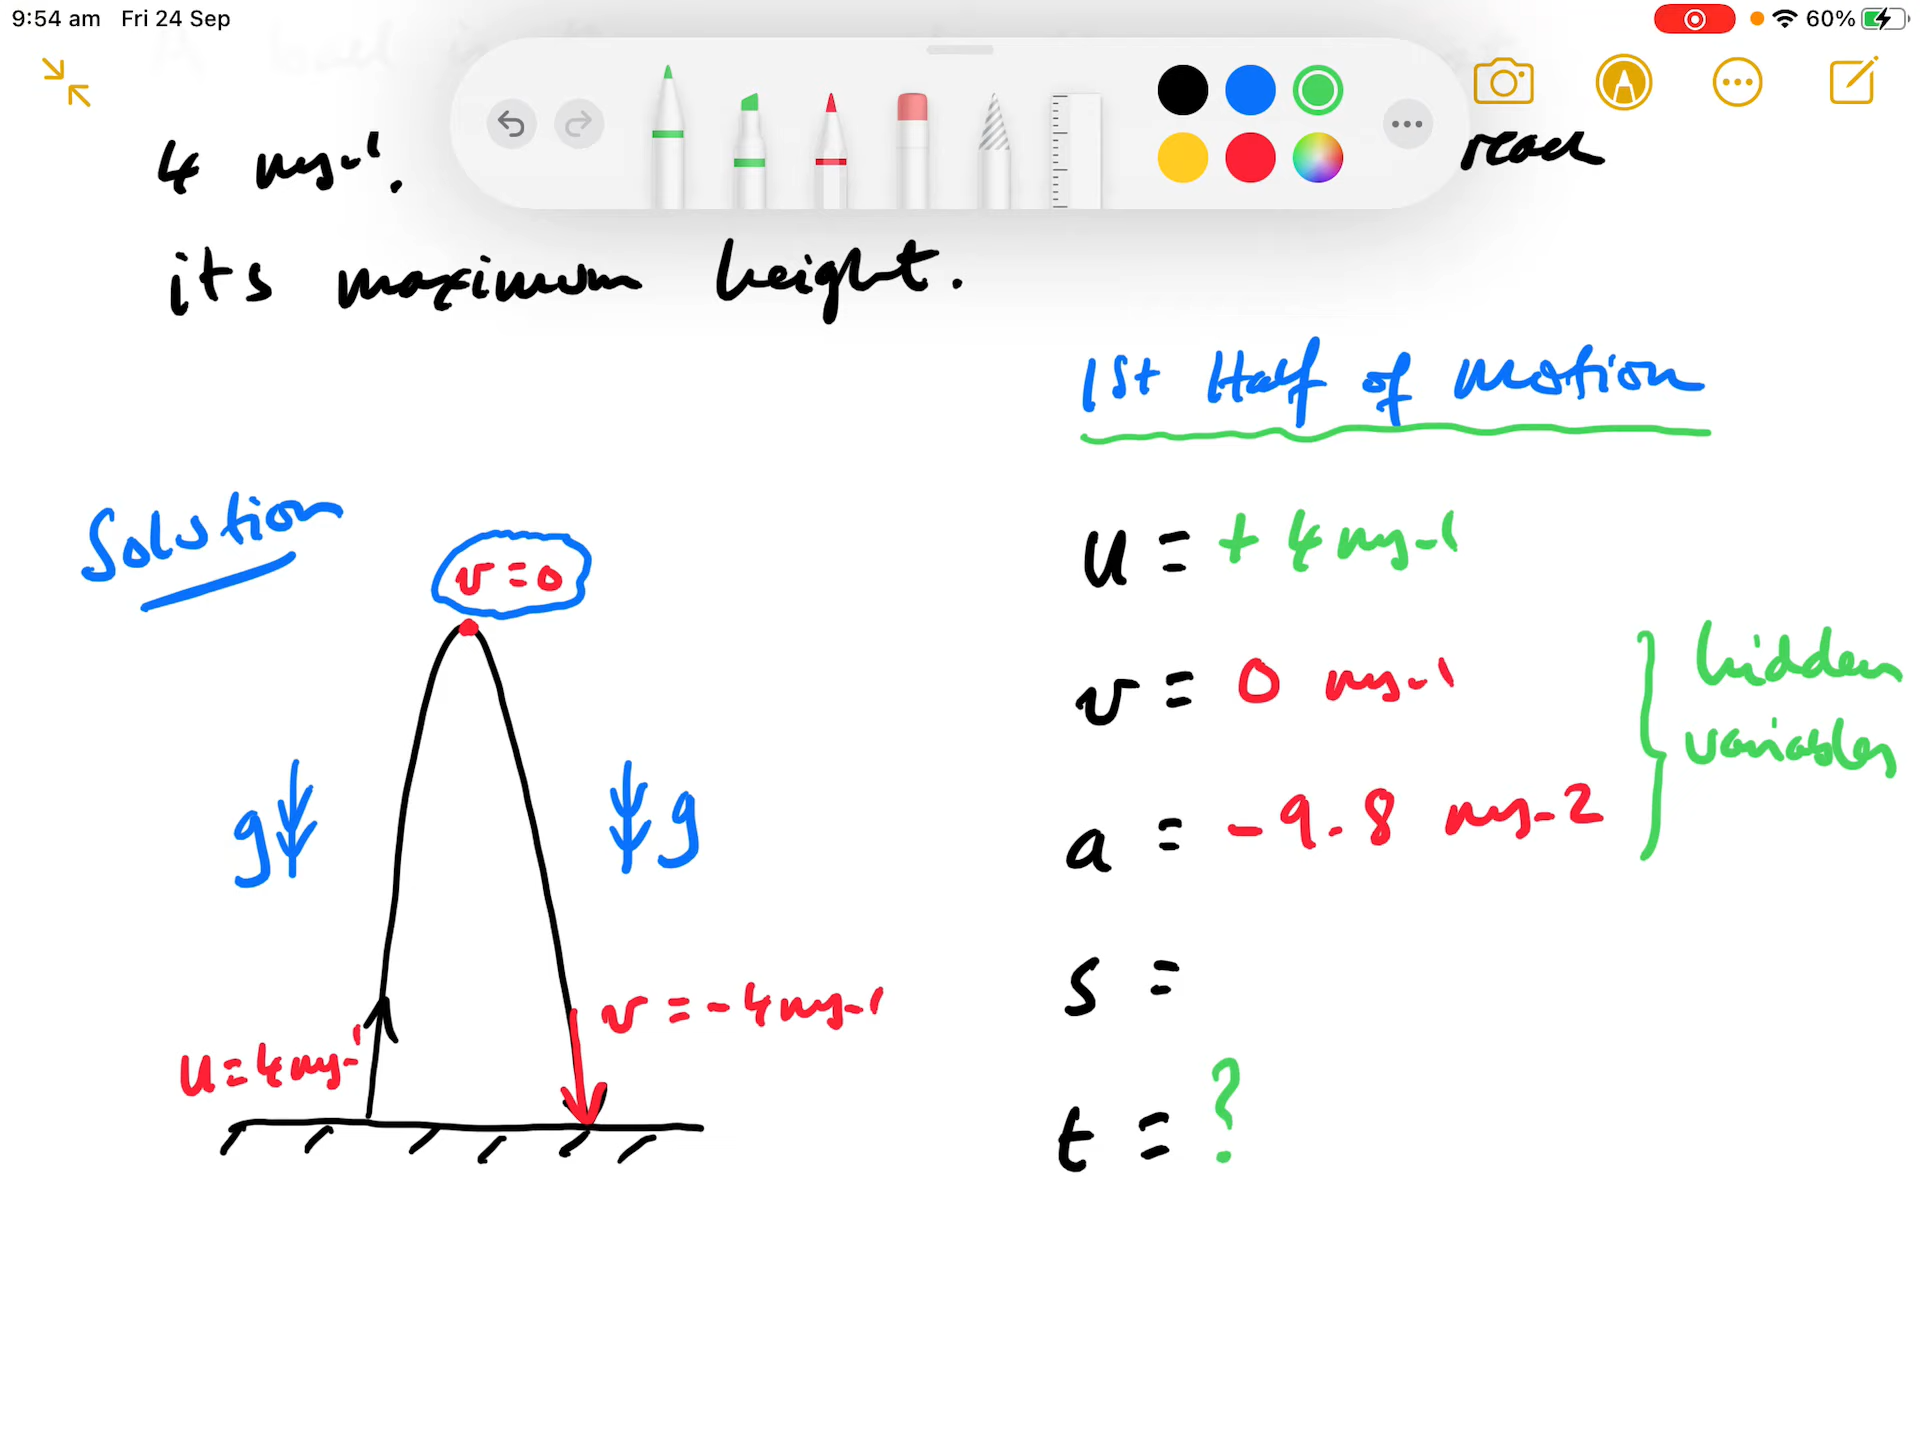 9:54 am Fri 24 Sep
60%
4 ms-1. reach
its maximum height.
1st Half of motion
Solution
v = 0
u = + 4 ms-1
v = 0 ms-1
hidden
variables
a = - 9.8 ms-2
g
g
s =
v = - 4 ms-1
u = 4 ms-1
t = ?